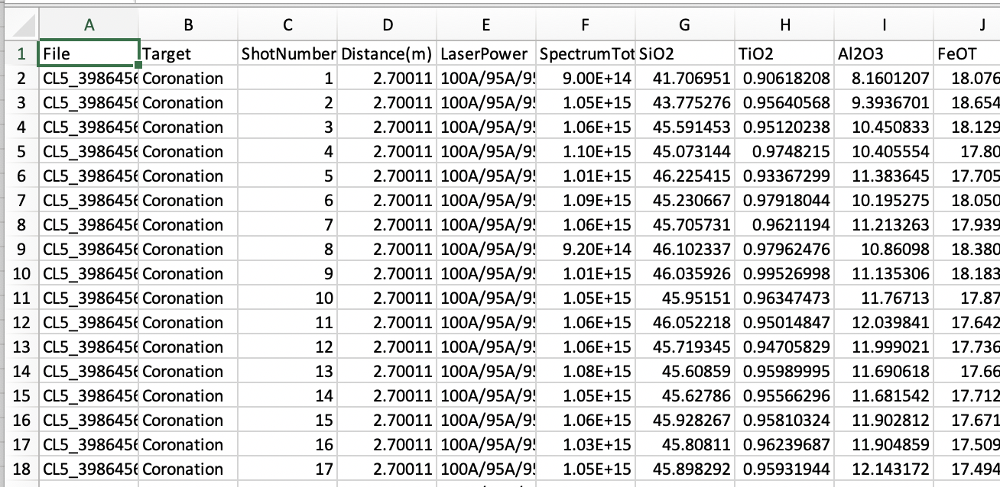 A B C D E F G H I J
1 File Target ShotNumber Distance(m) LaserPower SpectrumTot SiO2 TiO2 Al2O3 FeOT
2 CL5_3986456 Coronation 1 2.70011 100A/95A/95 9.00E+14 41.706951 0.90618208 8.1601207 18.076
3 CL5_3986456 Coronation 2 2.70011 100A/95A/95 1.05E+15 43.775276 0.95640568 9.3936701 18.654
4 CL5_3986456 Coronation 3 2.70011 100A/95A/95 1.06E+15 45.591453 0.95120238 10.450833 18.129
5 CL5_3986456 Coronation 4 2.70011 100A/95A/95 1.10E+15 45.073144 0.9748215 10.405554 17.80
6 CL5_3986456 Coronation 5 2.70011 100A/95A/95 1.01E+15 46.225415 0.93367299 11.383645 17.705
7 CL5_3986456 Coronation 6 2.70011 100A/95A/95 1.09E+15 45.230667 0.97918044 10.195275 18.050
8 CL5_3986456 Coronation 7 2.70011 100A/95A/95 1.06E+15 45.705731 0.9621194 11.213263 17.939
9 CL5_3986456 Coronation 8 2.70011 100A/95A/95 9.20E+14 46.102337 0.97962476 10.86098 18.380
10 CL5_3986456 Coronation 9 2.70011 100A/95A/95 1.01E+15 46.035926 0.99526998 11.135306 18.183
11 CL5_3986456 Coronation 10 2.70011 100A/95A/95 1.05E+15 45.95151 0.96347473 11.76713 17.87
12 CL5_3986456 Coronation 11 2.70011 100A/95A/95 1.06E+15 46.052218 0.95014847 12.039841 17.642
13 CL5_3986456 Coronation 12 2.70011 100A/95A/95 1.06E+15 45.719345 0.94705829 11.999021 17.736
14 CL5_3986456 Coronation 13 2.70011 100A/95A/95 1.08E+15 45.60859 0.95989995 11.690618 17.66
15 CL5_3986456 Coronation 14 2.70011 100A/95A/95 1.05E+15 45.62786 0.95566296 11.681542 17.712
16 CL5_3986456 Coronation 15 2.70011 100A/95A/95 1.06E+15 45.928267 0.95810324 11.902812 17.671
17 CL5_3986456 Coronation 16 2.70011 100A/95A/95 1.03E+15 45.80811 0.96239687 11.904859 17.509
18 CL5_3986456 Coronation 17 2.70011 100A/95A/95 1.05E+15 45.898292 0.95931944 12.143172 17.494